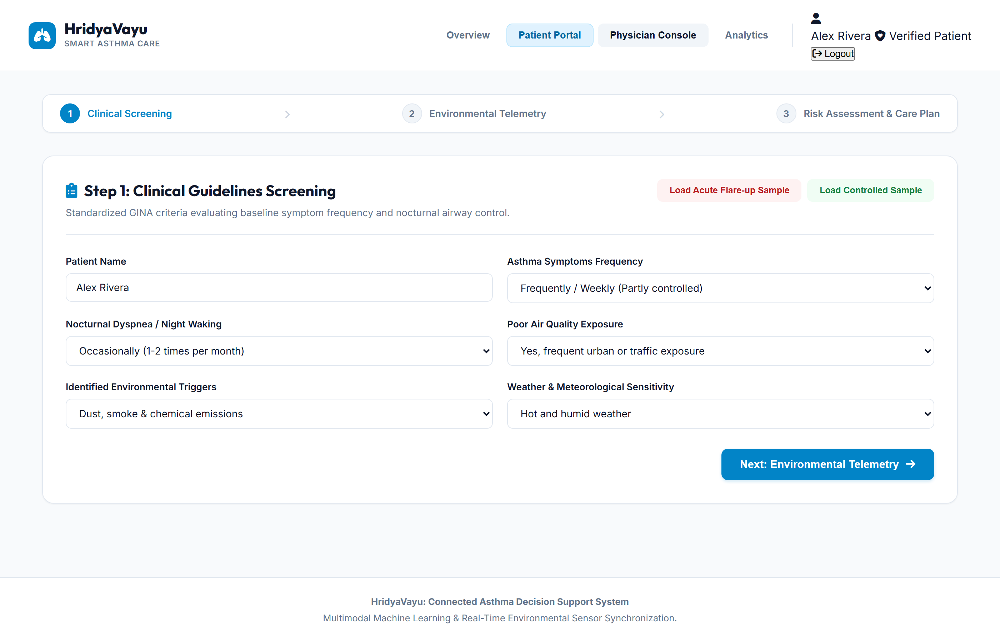 HridyaVayu
SMART ASTHMA CARE
Overview
Patient Portal
Physician Console
Analytics
Alex Rivera Verified Patient
Logout
1 Clinical Screening
2 Environmental Telemetry
3 Risk Assessment & Care Plan
Step 1: Clinical Guidelines Screening
Load Acute Flare-up Sample
Load Controlled Sample
Standardized GINA criteria evaluating baseline symptom frequency and nocturnal airway control.
Patient Name
Alex Rivera
Asthma Symptoms Frequency
Frequently / Weekly (Partly controlled)
Nocturnal Dyspnea / Night Waking
Occasionally (1-2 times per month)
Poor Air Quality Exposure
Yes, frequent urban or traffic exposure
Identified Environmental Triggers
Dust, smoke & chemical emissions
Weather & Meteorological Sensitivity
Hot and humid weather
Next: Environmental Telemetry
HridyaVayu: Connected Asthma Decision Support System
Multimodal Machine Learning & Real-Time Environmental Sensor Synchronization.